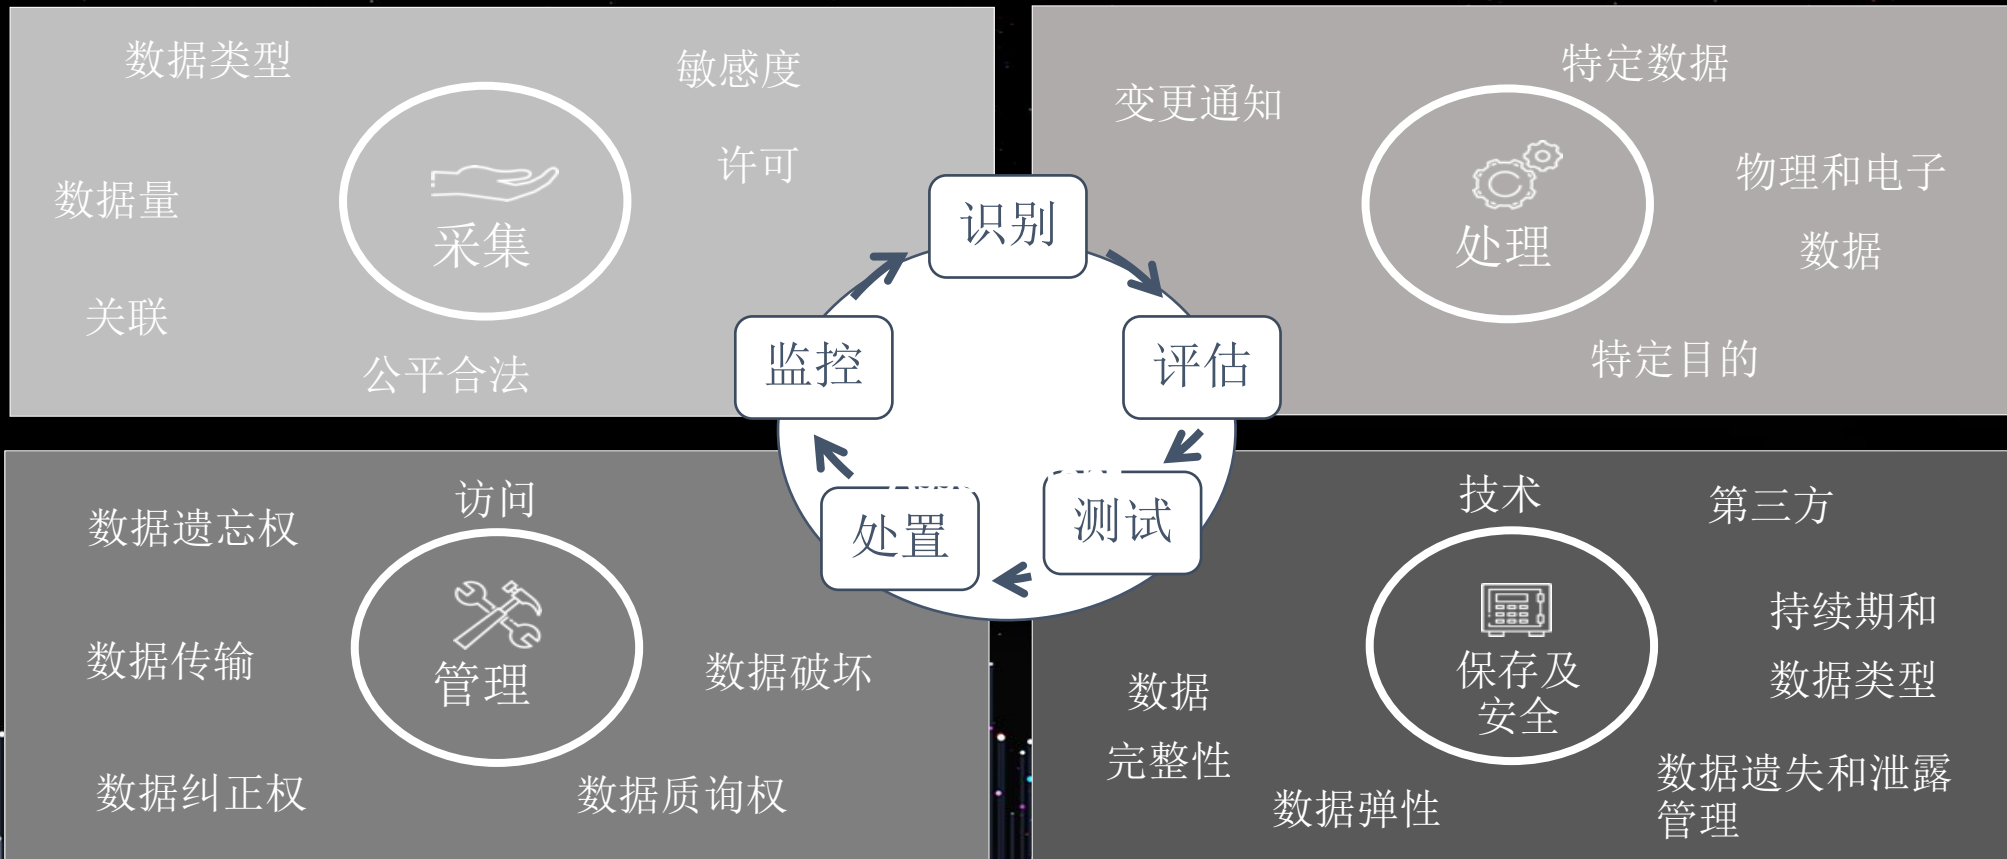 数据类型
敏感度
许可
数据量
采集
关联
公平合法
特定数据
变更通知
物理和电子
数据
处理
特定目的
识别
评估
测试
处置
监控
访问
数据遗忘权
数据传输
管理
数据破坏
数据纠正权
数据质询权
技术
第三方
保存及
安全
持续期和
数据类型
数据
完整性
数据弹性
数据遗失和泄露
管理